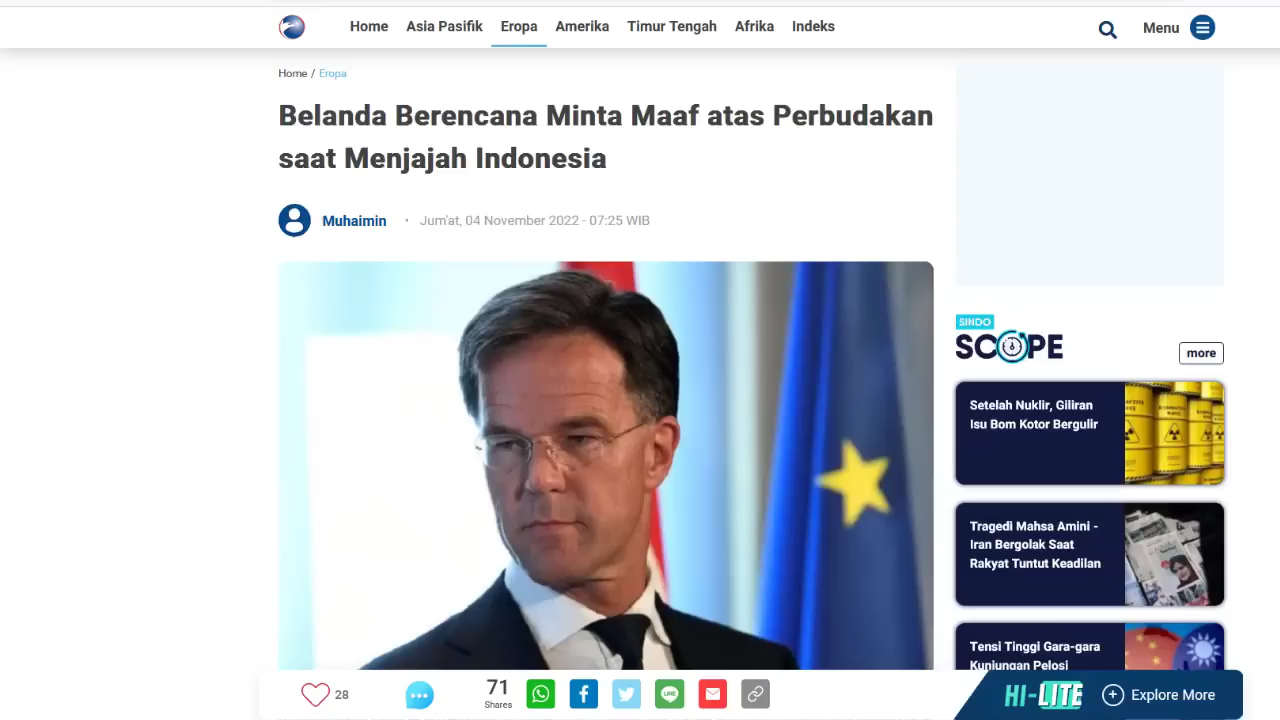 Home Asia Pasifik Eropa Amerika Timur Tengah Afrika Indeks Menu
Home / Eropa
Belanda Berencana Minta Maaf atas Perbudakan
saat Menjajah Indonesia
Muhaimin • Jum'at, 04 November 2022 - 07:25 WIB
SINDO
SCOPE
more
Setelah Nuklir, Giliran
Isu Bom Kotor Bergulir
Tragedi Mahsa Amini -
Iran Bergolak Saat
Rakyat Tuntut Keadilan
Tensi Tinggi Gara-gara
Kunjungan Pelosi
28
71
Shares
LINE
HI-LITE
Explore More